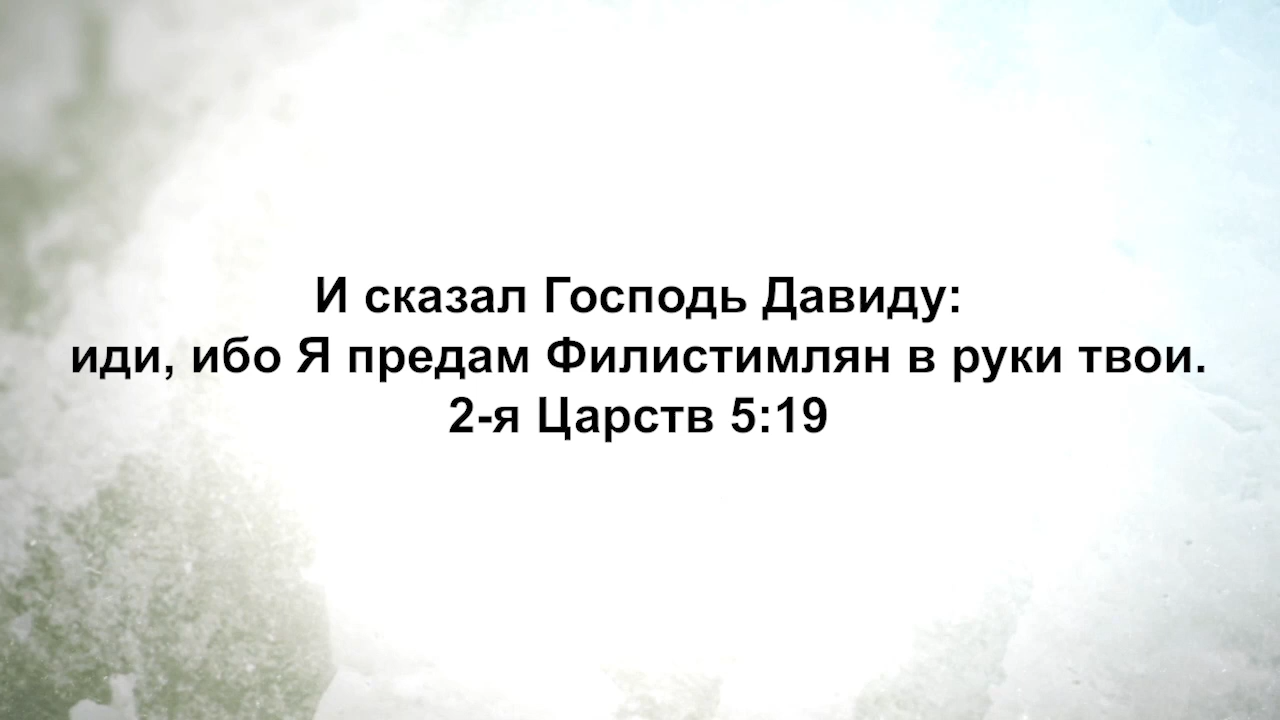 И сказал Господь Давиду:
иди, ибо Я предам Филистимлян в руки твои.
2-я Царств 5:19